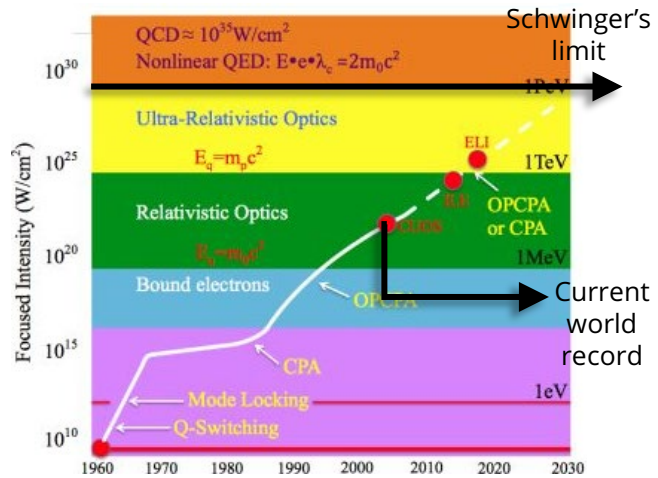 Schwinger's
limit
QCD ≈ 10³⁵W/cm²
Nonlinear QED: E•e•λc=2m₀c²
1PeV
Ultra-Relativistic Optics
ELI
Eq=mpc²
1TeV
ILE
OPCPA
or CPA
Relativistic Optics
CUOS
1MeV
Bound electrons
OPCPA
Current
world
record
CPA
1eV
Mode Locking
Q-Switching
Focused Intensity (W/cm²)
10³⁰
10²⁵
10²⁰
10¹⁵
10¹⁰
1960 1970 1980 1990 2000 2010 2020 2030